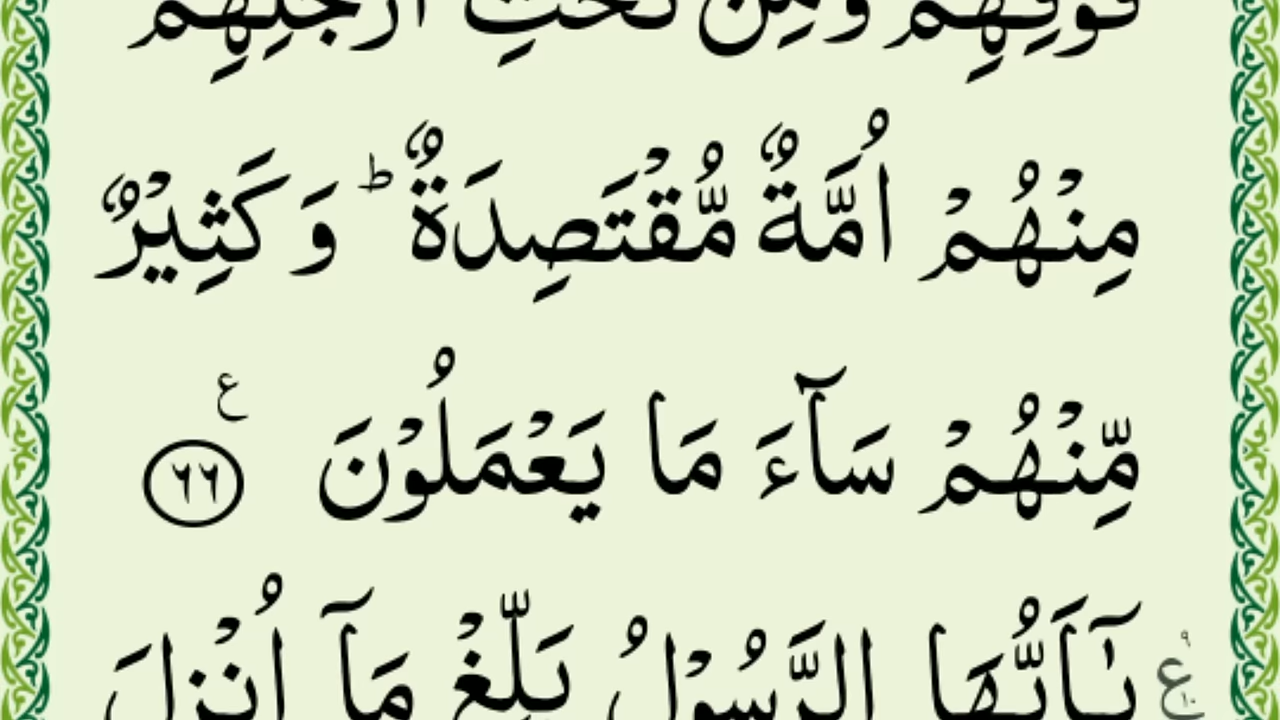 فَوْقِهِمْ وَمِنْ تَحْتِ اَرْجُلِهِمْ
مِنْهُمْ اُمَّةٌ مُّقْتَصِدَةٌ ؕ وَ كَثِيْرٌ
مِّنْهُمْ سَآءَ مَا يَعْمَلُوْنَ ع ٦٦
يٰۤاَيُّهَا الرَّسُوْلُ بَلِّغْ مَاۤ اُنْزِلَ